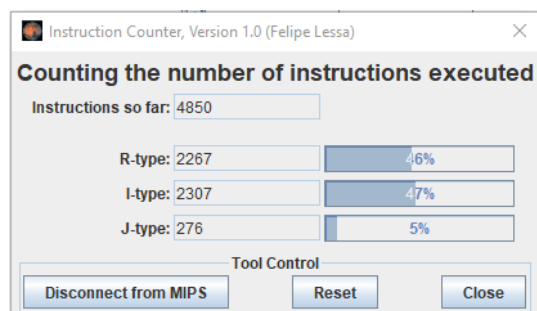 Instruction Counter, Version 1.0 (Felipe Lessa)
Counting the number of instructions executed
Instructions so far: 4850
R-type: 2267 46%
I-type: 2307 47%
J-type: 276 5%
Tool Control
Disconnect from MIPS Reset Close